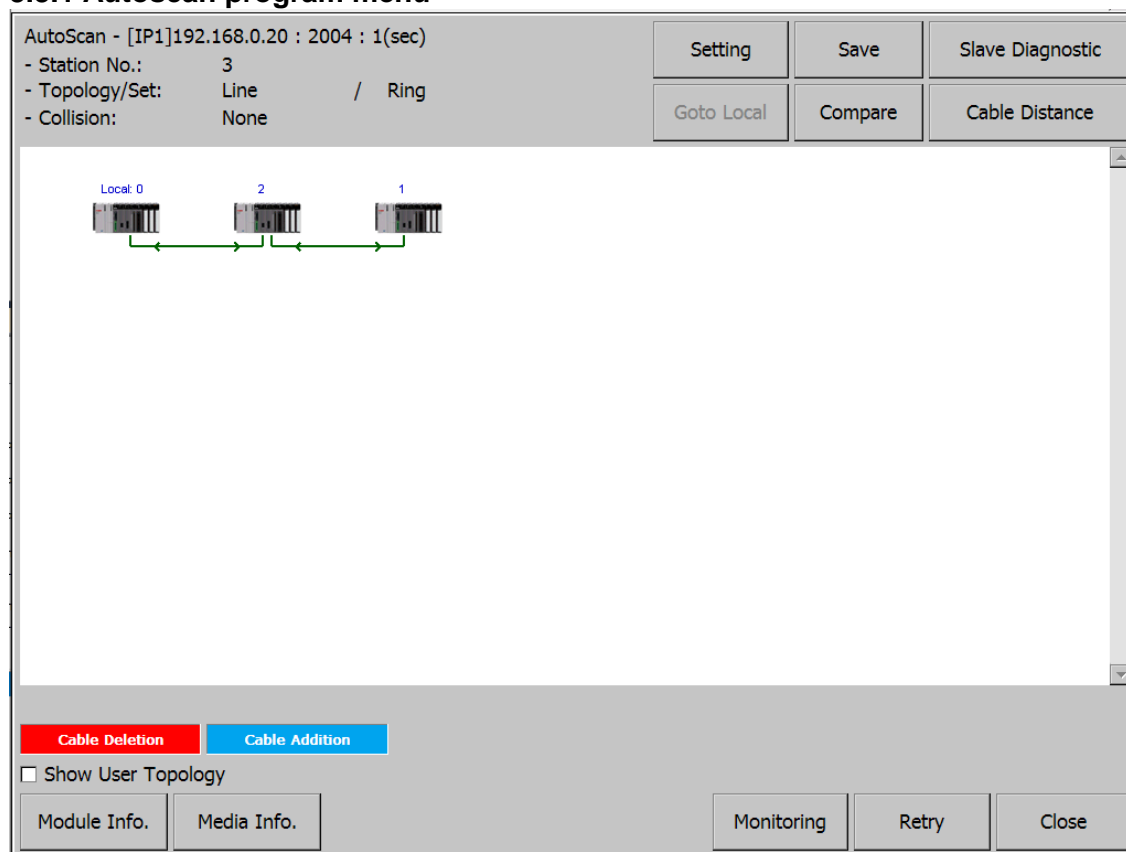 AutoScan - [IP1]192.168.0.20 : 2004 : 1(sec)
- Station No.: 3
- Topology/Set: Line / Ring
- Collision: None
Setting Save Slave Diagnostic
Goto Local Compare Cable Distance
Local: 0 2 1
Cable Deletion Cable Addition
Show User Topology
Module Info. Media Info. Monitoring Retry Close